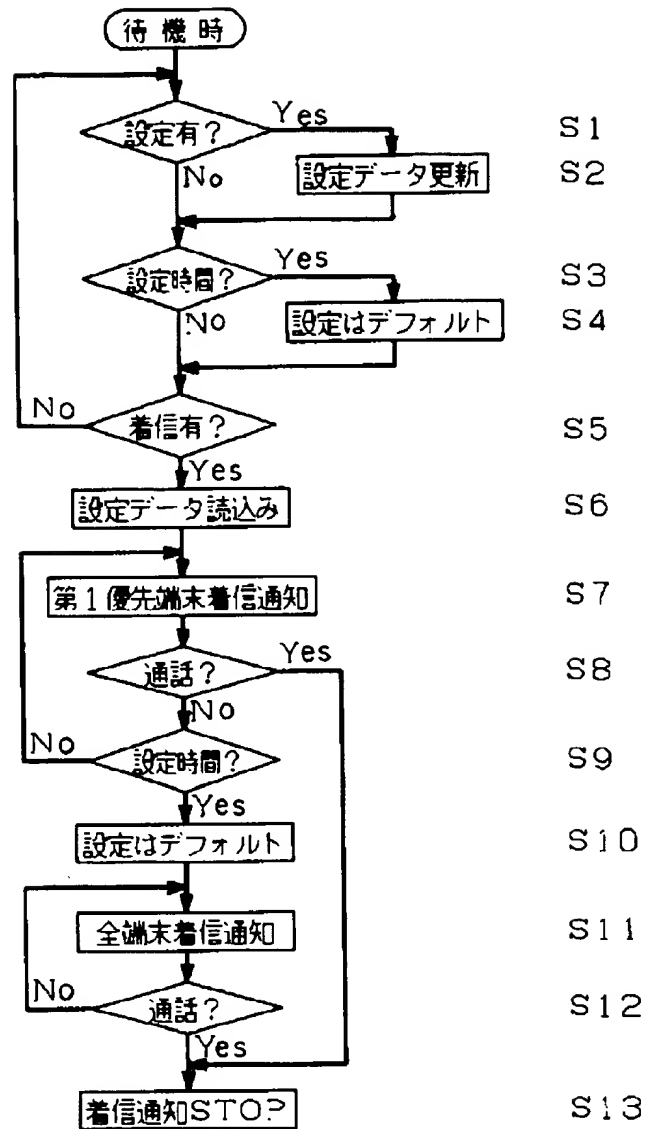 待機時
設定有？ Yes S1
No 設定データ更新 S2
設定時間？ Yes S3
No 設定はデフォルト S4
No 着信有？ S5
Yes
設定データ読込み S6
第1優先端末着信通知 S7
通話？ Yes S8
No
No 設定時間？ S9
Yes
設定はデフォルト S10
全端末着信通知 S11
No 通話？ S12
Yes
着信通知STO? S13